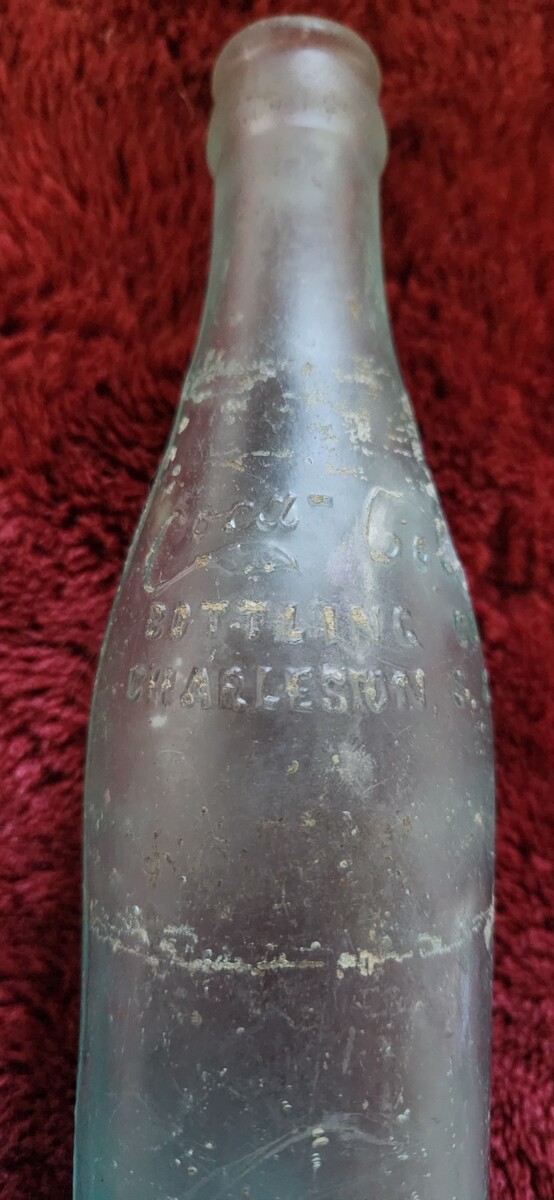 Coca-Cola
BOTTLING
CHARLESTON, S.